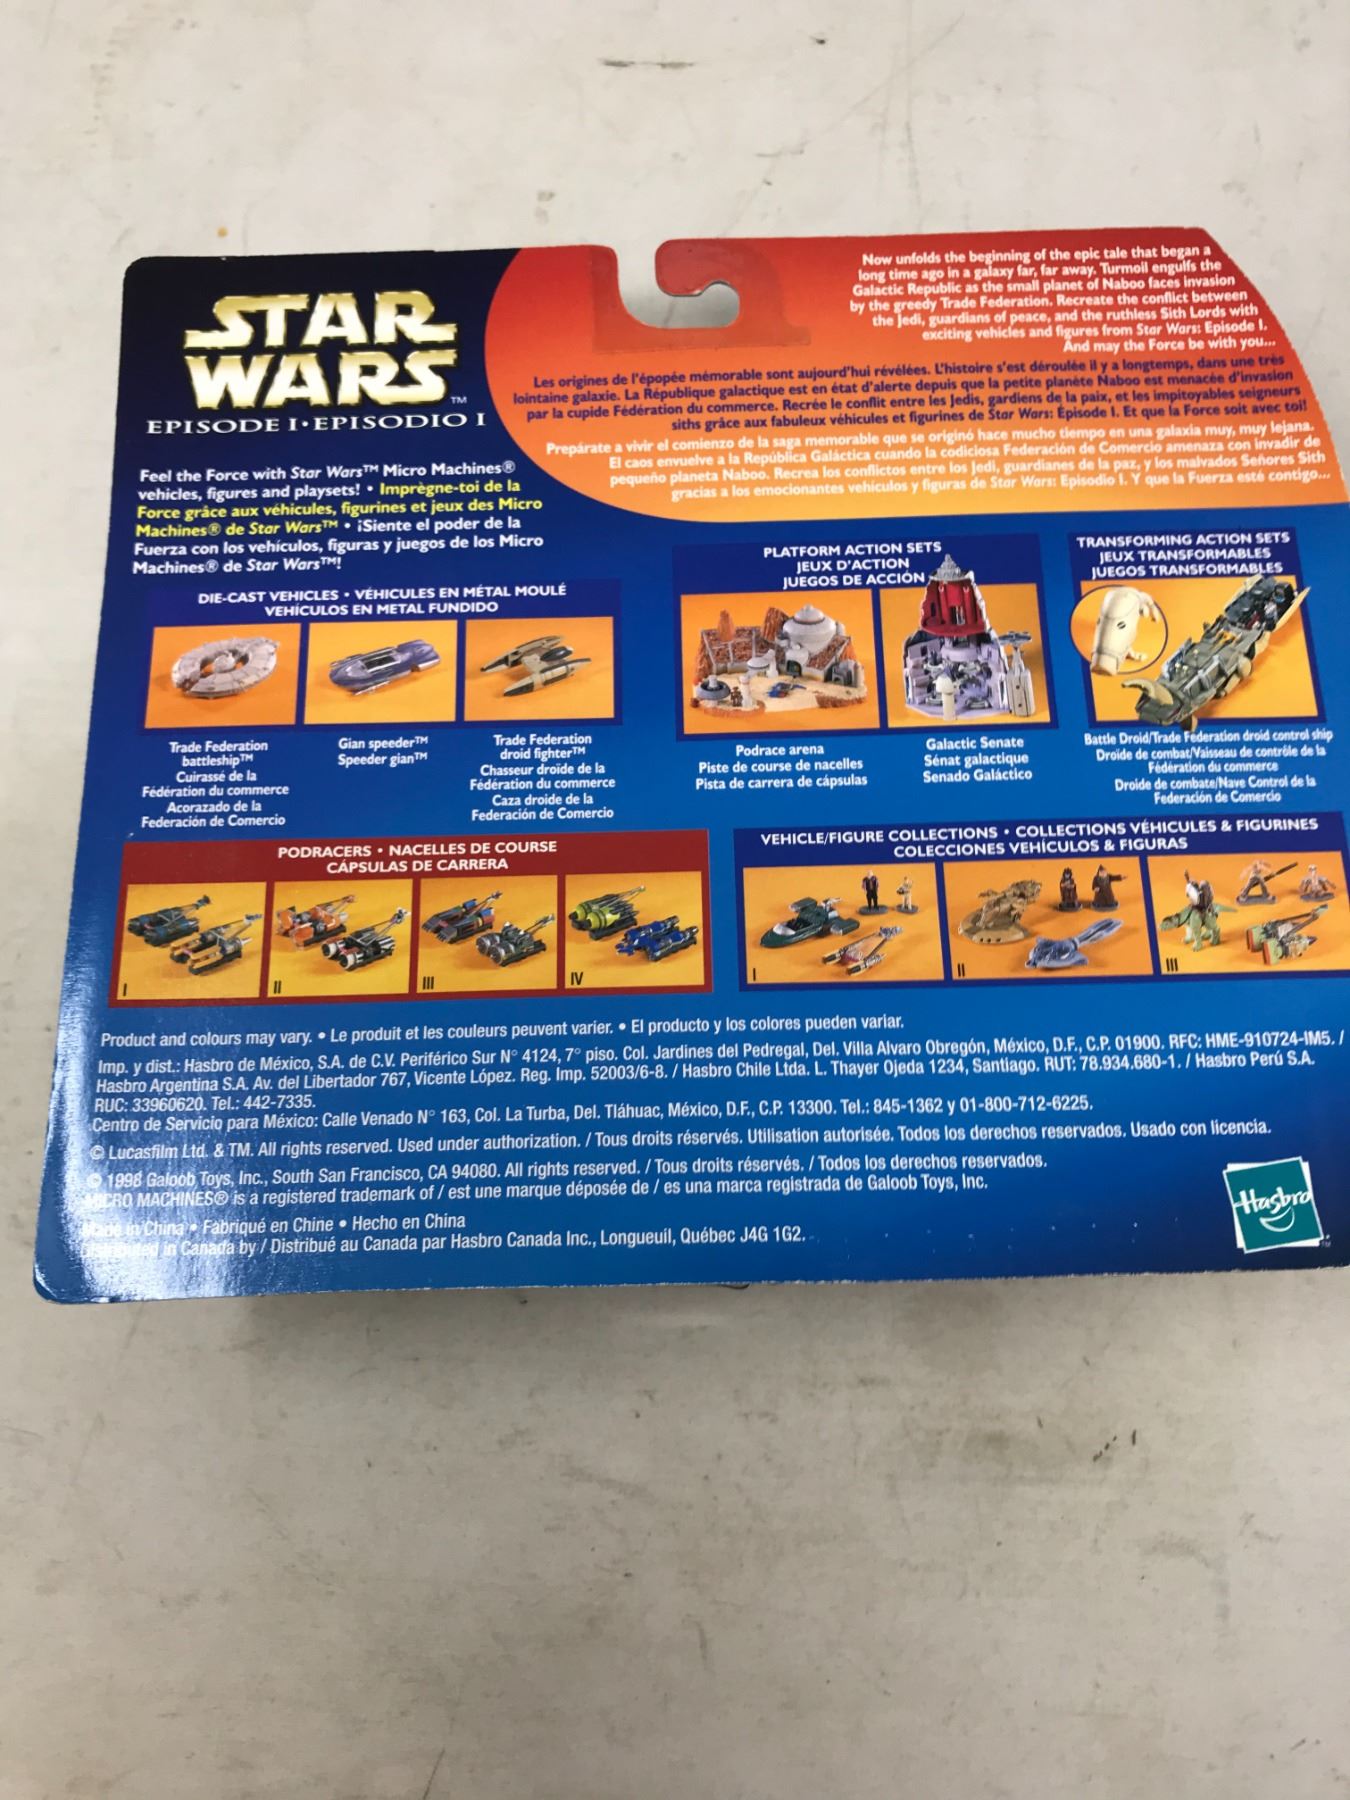 STAR
WARS
TM
EPISODE I • EPISODIO I
Now unfolds the beginning of the epic tale that began a
long time ago in a galaxy far, far away. Turmoil engulfs the
Galactic Republic as the small planet of Naboo faces invasion
by the greedy Trade Federation. Recreate the conflict between
the Jedi, guardians of peace, and the ruthless Sith Lords with
exciting vehicles and figures from Star Wars: Episode I.
And may the Force be with you...
Les origines de l'épopée mémorable sont aujourd'hui révélées. L'histoire s'est déroulée il y a longtemps, dans une très
lointaine galaxie. La République galactique est en état d'alerte depuis que la petite planète Naboo est menacée d'invasion
par la cupide Fédération du commerce. Recrée le conflit entre les Jedis, gardiens de la paix, et les impitoyables seigneurs
siths grâce aux fabuleux véhicules et figurines de Star Wars: Épisode I. Et que la Force soit avec toi!
Prepárate a vivir el comienzo de la saga memorable que se originó hace mucho tiempo en una galaxia muy, muy lejana.
El caos envuelve a la República Galáctica cuando la codiciosa Federación de Comercio amenaza con invadir de
pequeño planeta Naboo. Recrea los conflictos entre los Jedi, guardianes de la paz, y los malvados Señores Sith
gracias a los emocionantes vehículos y figuras de Star Wars: Episodio I. Y que la Fuerza esté contigo...
Feel the Force with Star Wars™ Micro Machines®
vehicles, figures and playsets! • Imprègne-toi de la
Force grâce aux véhicules, figurines et jeux des Micro
Machines® de Star Wars™ • ¡Siente el poder de la
Fuerza con los vehículos, figuras y juegos de los Micro
Machines® de Star Wars™!
DIE-CAST VEHICLES • VÉHICULES EN MÉTAL MOULÉ
VEHÍCULOS EN METAL FUNDIDO
Trade Federation
battleship™
Cuirassé de la
Fédération du commerce
Acorazado de la
Federación de Comercio
Gian speeder™
Speeder gian™
Trade Federation
droid fighter™
Chasseur droïde de la
Fédération du commerce
Caza droide de la
Federación de Comercio
PLATFORM ACTION SETS
JEUX D'ACTION
JUEGOS DE ACCIÓN
Podrace arena
Piste de course de nacelles
Pista de carrera de cápsulas
Galactic Senate
Sénat galactique
Senado Galáctico
TRANSFORMING ACTION SETS
JEUX TRANSFORMABLES
JUEGOS TRANSFORMABLES
Battle Droid/Trade Federation droid control ship
Droïde de combat/Vaisseau de contrôle de la
Fédération du commerce
Droide de combate/Nave Control de la
Federación de Comercio
PODRACERS • NACELLES DE COURSE
CÁPSULAS DE CARRERA
I
II
III
IV
VEHICLE/FIGURE COLLECTIONS • COLLECTIONS VÉHICULES & FIGURINES
COLECCIONES VEHÍCULOS & FIGURAS
I
II
III
Product and colours may vary. • Le produit et les couleurs peuvent varier. • El producto y los colores pueden variar.
Imp. y dist.: Hasbro de México, S.A. de C.V. Periférico Sur N° 4124, 7° piso. Col. Jardines del Pedregal, Del. Villa Alvaro Obregón, México, D.F., C.P. 01900. RFC: HME-910724-IM5. /
Hasbro Argentina S.A. Av. del Libertador 767, Vicente López. Reg. Imp. 52003/6-8. / Hasbro Chile Ltda. L. Thayer Ojeda 1234, Santiago. RUT: 78.934.680-1. / Hasbro Perú S.A.
RUC: 33960620. Tel.: 442-7335.
Centro de Servicio para México: Calle Venado N° 163, Col. La Turba, Del. Tláhuac, México, D.F., C.P. 13300. Tel.: 845-1362 y 01-800-712-6225.
© Lucasfilm Ltd. & TM. All rights reserved. Used under authorization. / Tous droits réservés. Utilisation autorisée. Todos los derechos reservados. Usado con licencia.
© 1998 Galoob Toys, Inc., South San Francisco, CA 94080. All rights reserved. / Tous droits réservés. / Todos los derechos reservados.
MICRO MACHINES® is a registered trademark of / est une marque déposée de / es una marca registrada de Galoob Toys, Inc.
Made in China • Fabriqué en Chine • Hecho en China
Distributed in Canada by / Distribué au Canada par Hasbro Canada Inc., Longueuil, Québec J4G 1G2.
Hasbro
TM